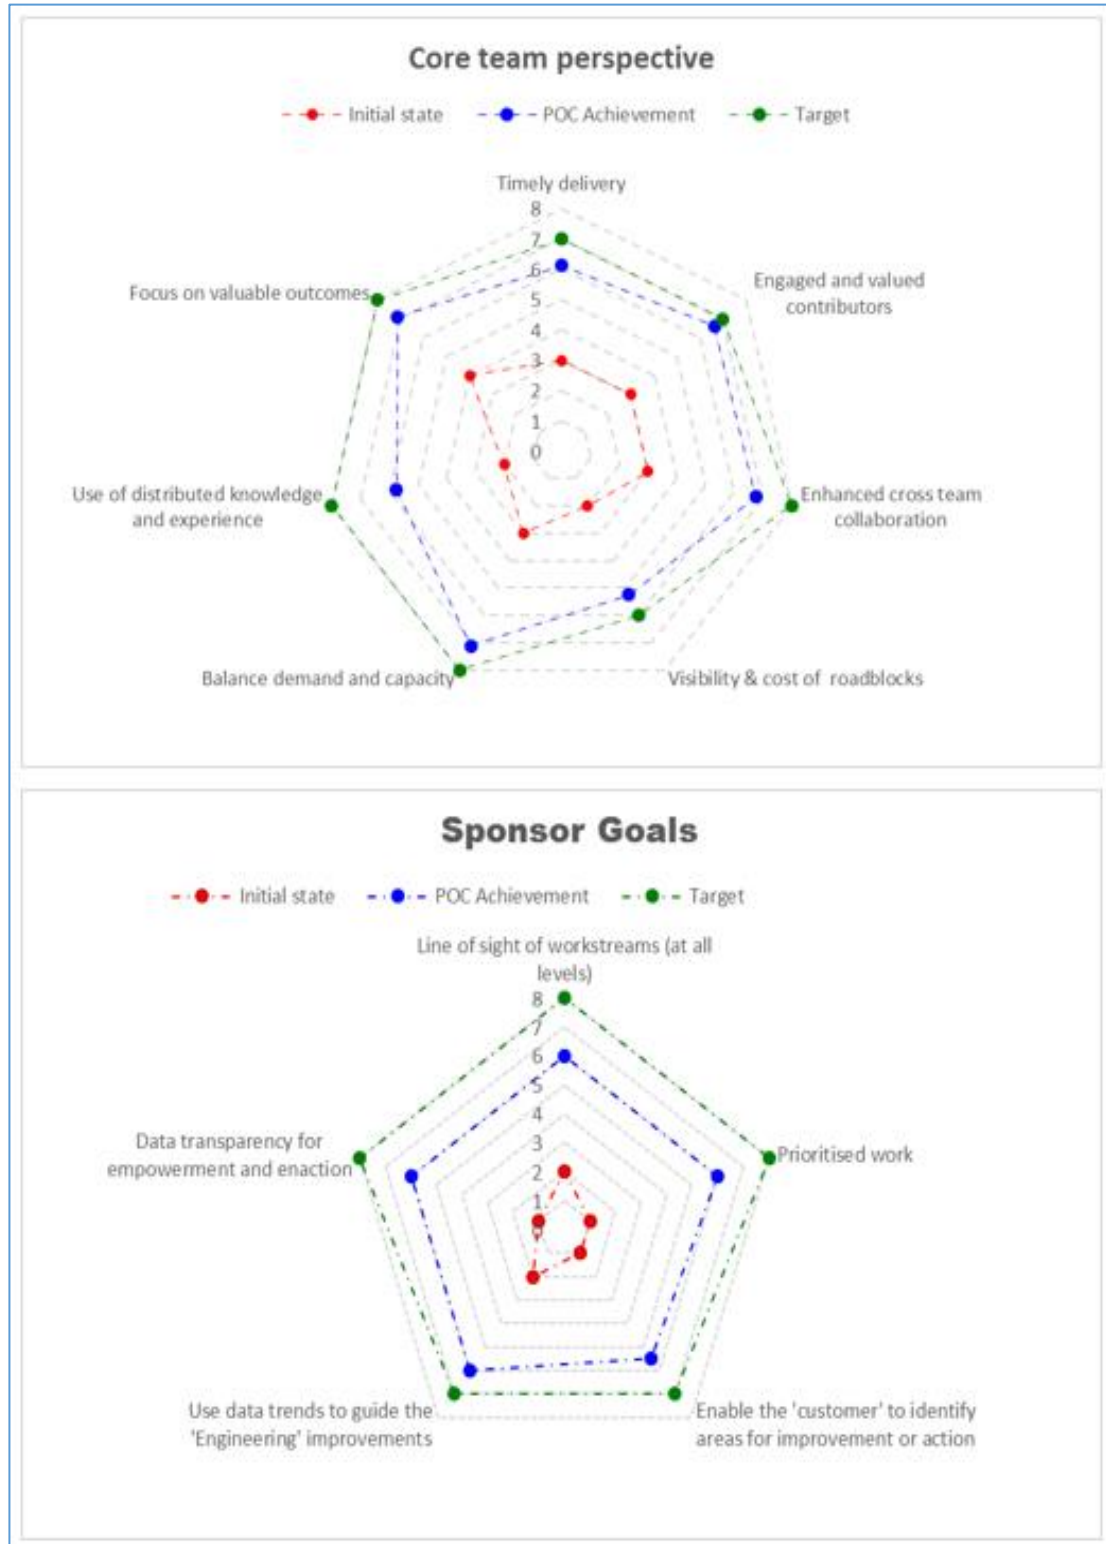 Core team perspective
Initial state
POC Achievement
Target
Timely delivery
8
7
6
5
4
3
2
1
0
Engaged and valued
contributors
Enhanced cross team
collaboration
Visibility & cost of roadblocks
Balance demand and capacity
Use of distributed knowledge
and experience
Focus on valuable outcomes
Sponsor Goals
Initial state
POC Achievement
Target
Line of sight of workstreams (at all
levels)
8
7
6
5
4
3
2
1
0
Prioritised work
Enable the 'customer' to identify
areas for improvement or action
Use data trends to guide the
'Engineering' improvements
Data transparency for
empowerment and enaction